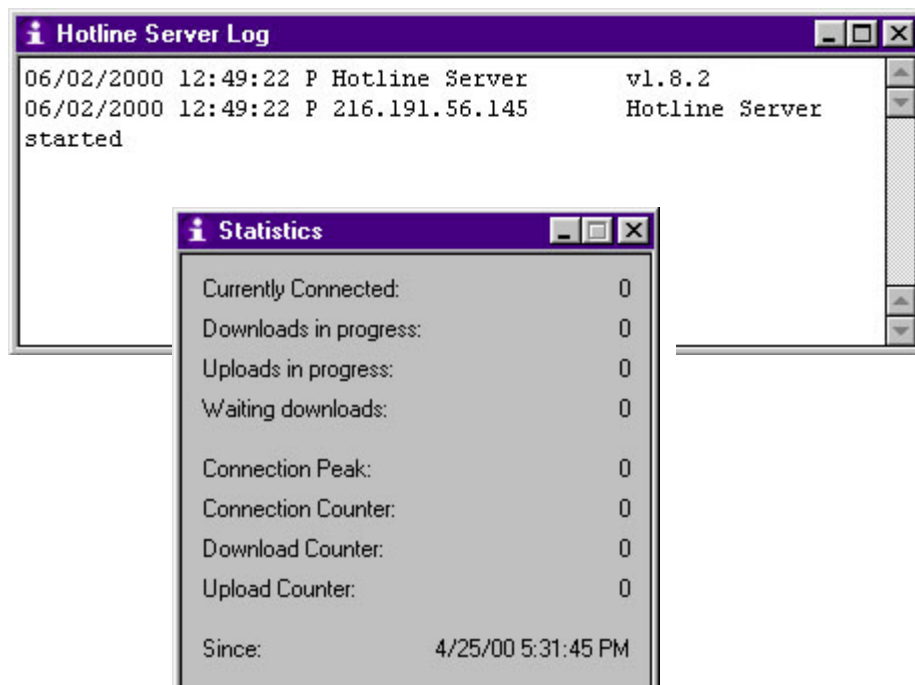 Hotline Server Log
06/02/2000 12:49:22 P Hotline Server v1.8.2
06/02/2000 12:49:22 P 216.191.56.145 Hotline Server
started
Statistics
Currently Connected: 0
Downloads in progress: 0
Uploads in progress: 0
Waiting downloads: 0
Connection Peak: 0
Connection Counter: 0
Download Counter: 0
Upload Counter: 0
Since: 4/25/00 5:31:45 PM